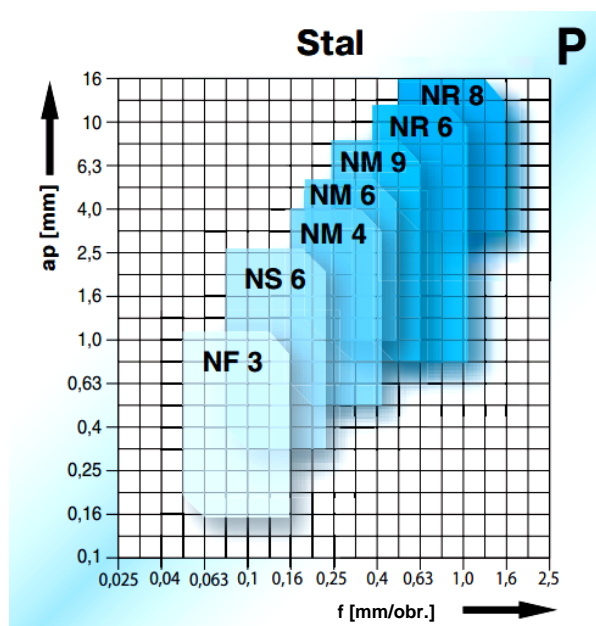 Stal
P
16
10
6,3
4,0
2,5
1,6
1,0
0,63
0,4
0,25
0,16
0,1
ap [mm]
NR 8
NR 6
NM 9
NM 6
NM 4
NS 6
NF 3
0,025 0,04 0,063 0,1 0,16 0,25 0,4 0,63 1,0 1,6 2,5
f [mm/obr.]